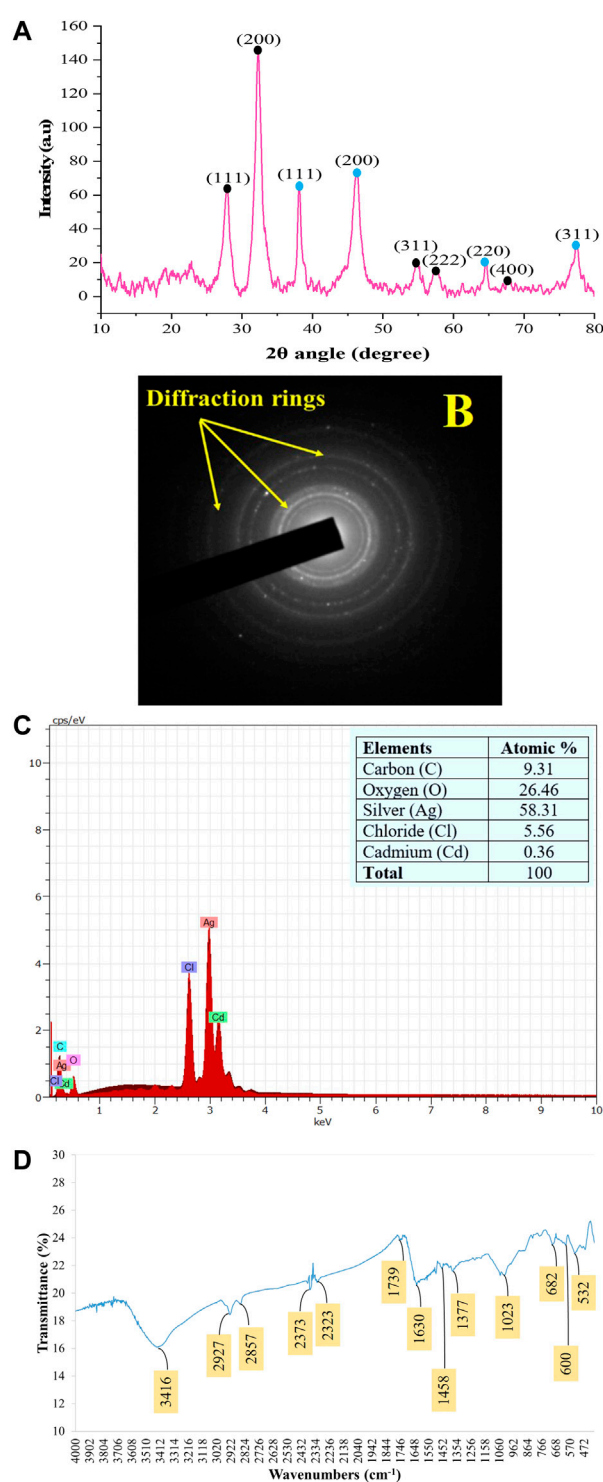 A
160
140
120
100
80
60
40
20
0
Intensity (a.u)
(111)
(200)
(111)
(200)
(311)
(222)
(220)
(400)
(311)
10 20 30 40 50 60 70 80
2θ angle (degree)
Diffraction rings
B
C
cps/eV
10
8
6
4
2
0
Elements Atomic %
Carbon (C) 9.31
Oxygen (O) 26.46
Silver (Ag) 58.31
Chloride (Cl) 5.56
Cadmium (Cd) 0.36
Total 100
Ag
Cl
Cd
C
O
Ag
Cl
Cd
1 2 3 4 5 6 7 8 9 10
keV
D
30
28
26
24
22
20
18
16
14
12
10
Transmittance (%)
3416
2927
2857
2373
2323
1739
1630
1458
1377
1023
682
600
532
4000 3902 3804 3706 3608 3510 3412 3314 3216 3118 3020 2922 2824 2726 2628 2530 2432 2334 2236 2138 2040 1942 1844 1746 1648 1550 1452 1354 1256 1158 1060 962 864 766 668 570 472
Wavenumbers (cm⁻¹)